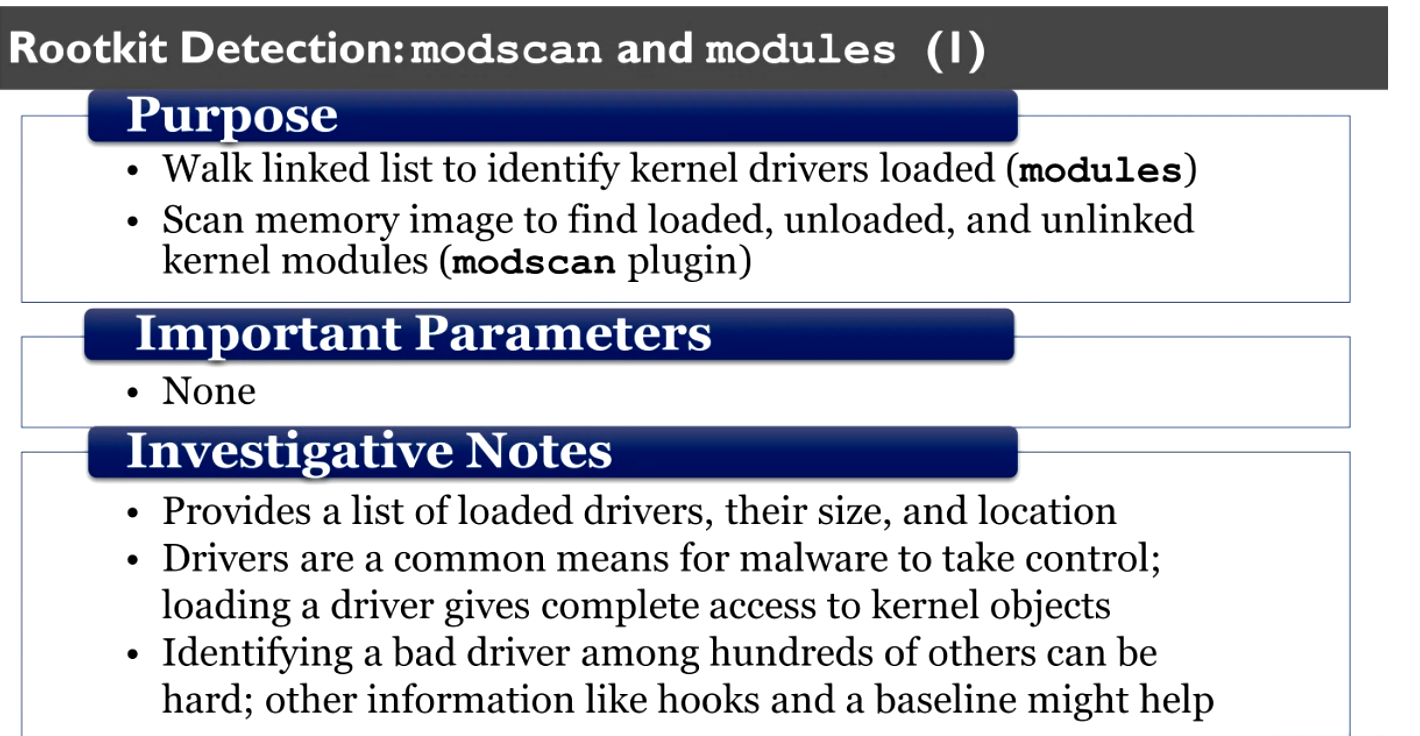 Rootkit Detection: modscan and modules (I)
Purpose
• Walk linked list to identify kernel drivers loaded (modules)
• Scan memory image to find loaded, unloaded, and unlinked
kernel modules (modscan plugin)
Important Parameters
• None
Investigative Notes
• Provides a list of loaded drivers, their size, and location
• Drivers are a common means for malware to take control;
loading a driver gives complete access to kernel objects
• Identifying a bad driver among hundreds of others can be
hard; other information like hooks and a baseline might help